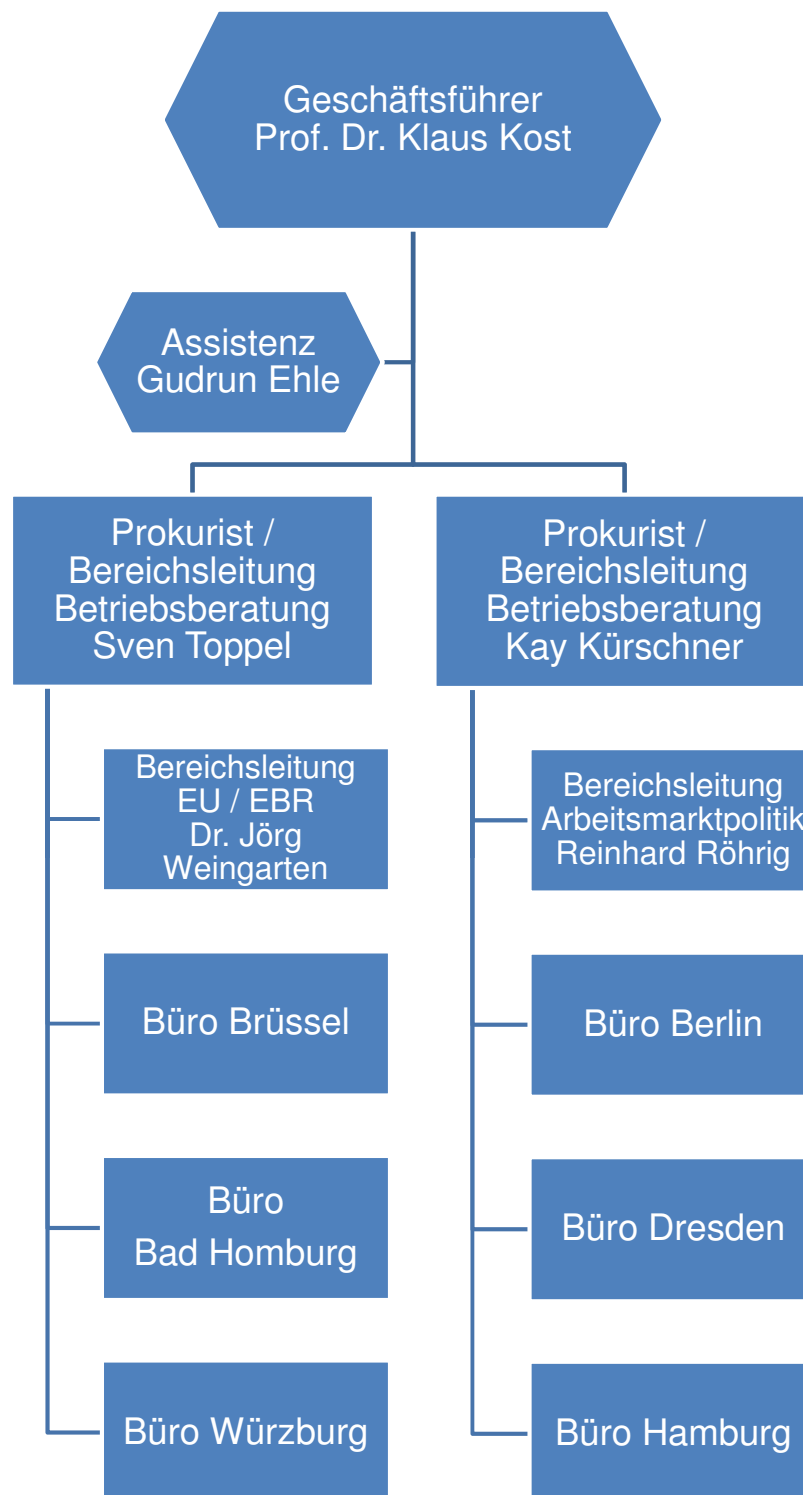 Geschäftsführer
Prof. Dr. Klaus Kost
Assistenz
Gudrun Ehle
Prokurist /
Bereichsleitung
Betriebsberatung
Sven Toppel
Prokurist /
Bereichsleitung
Betriebsberatung
Kay Kürschner
Bereichsleitung
EU / EBR
Dr. Jörg
Weingarten
Bereichsleitung
Arbeitsmarktpolitik
Reinhard Röhrig
Büro Brüssel
Büro Berlin
Büro
Bad Homburg
Büro Dresden
Büro Würzburg
Büro Hamburg